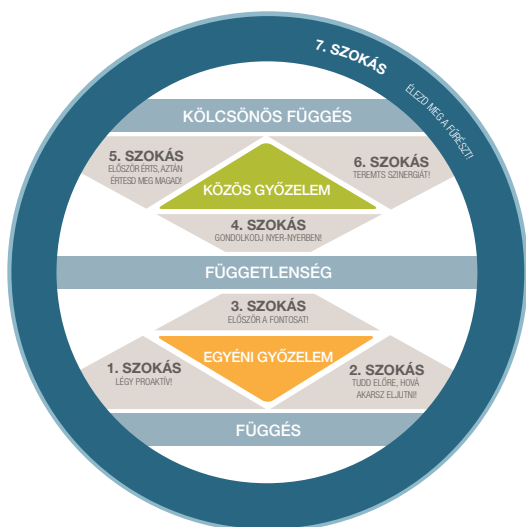 7. SZOKÁS
ÉLEZD MEG A FŰRÉSZT!
KÖLCSÖNÖS FÜGGÉS
5. SZOKÁS
ELŐSZÖR ÉRTS, AZTÁN
ÉRTESD MEG MAGAD!
6. SZOKÁS
TEREMTS SZINERGIÁT!
KÖZÖS GYŐZELEM
4. SZOKÁS
GONDOLKODJ NYER-NYERBEN!
FÜGGETLENSÉG
3. SZOKÁS
ELŐSZÖR A FONTOSAT!
EGYÉNI GYŐZELEM
1. SZOKÁS
LÉGY PROAKTÍV!
2. SZOKÁS
TUDD ELŐRE, HOVÁ
AKARSZ ELJUTNI!
FÜGGÉS